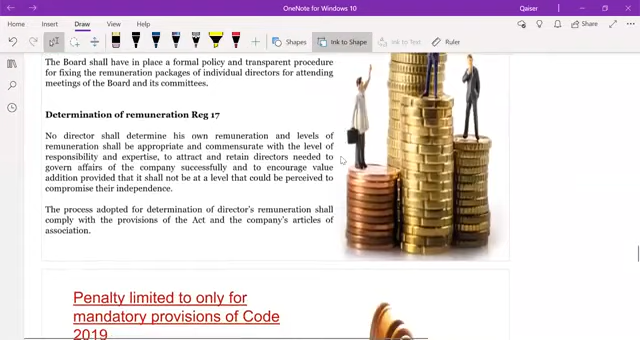 OneNote for Windows 10
Qaiser
Home
Insert
Draw
View
Help
Share
Shapes
Ink to Shape
Ink to Text
Ruler
The Board shall have in place a formal policy and transparent procedure
for fixing the remuneration packages of individual directors for attending
meetings of the Board and its committees.
Determination of remuneration Reg 17
No director shall determine his own remuneration and levels of
remuneration shall be appropriate and commensurate with the level of
responsibility and expertise, to attract and retain directors needed to
govern affairs of the company successfully and to encourage value
addition provided that it shall not be at a level that could be perceived to
compromise their independence.
The process adopted for determination of director's remuneration shall
comply with the provisions of the Act and the company's articles of
association.
Penalty limited to only for
mandatory provisions of Code
2019